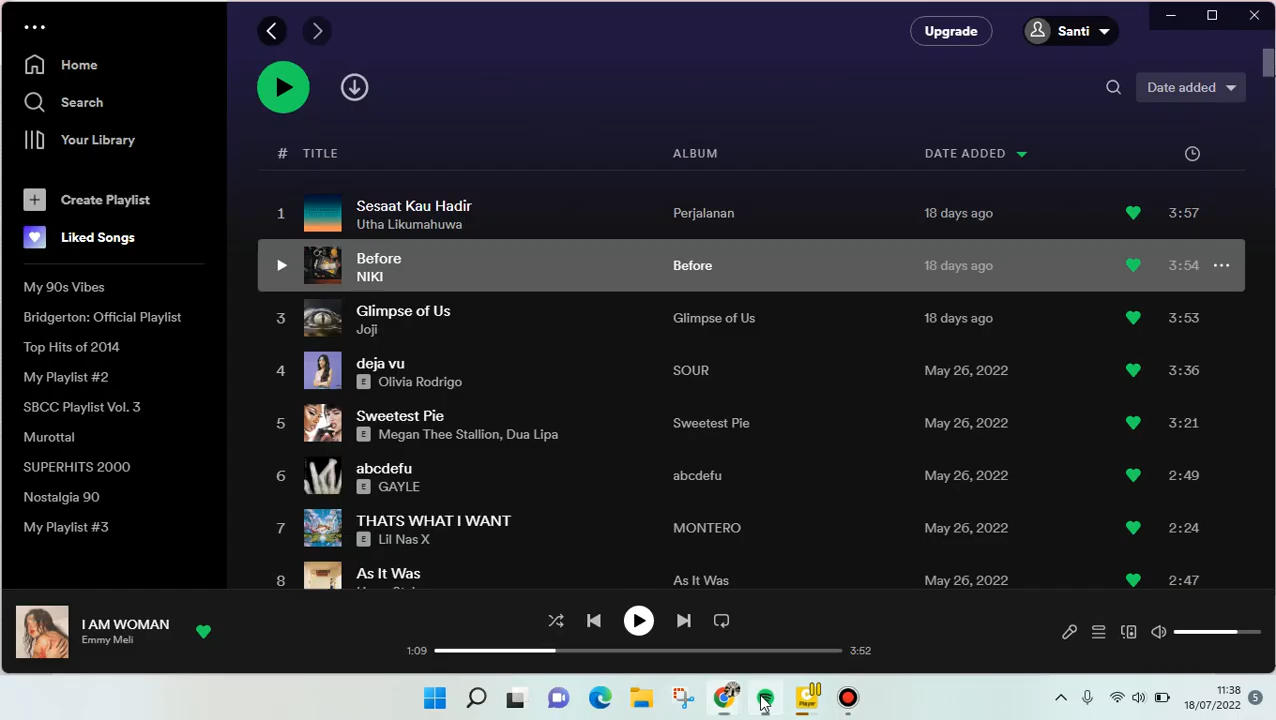 Home
Search
Your Library
Create Playlist
Liked Songs
My 90s Vibes
Bridgerton: Official Playlist
Top Hits of 2014
My Playlist #2
SBCC Playlist Vol. 3
Murottal
SUPERHITS 2000
Nostalgia 90
My Playlist #3
Upgrade
Santi
Date added
# TITLE ALBUM DATE ADDED
1 Sesaat Kau Hadir Perjalanan 18 days ago 3:57
Utha Likumahuwa
Before Before 18 days ago 3:54
NIKI
3 Glimpse of Us Glimpse of Us 18 days ago 3:53
Joji
4 deja vu SOUR May 26, 2022 3:36
E Olivia Rodrigo
5 Sweetest Pie Sweetest Pie May 26, 2022 3:21
E Megan Thee Stallion, Dua Lipa
6 abcdefu abcdefu May 26, 2022 2:49
E GAYLE
7 THATS WHAT I WANT MONTERO May 26, 2022 2:24
E Lil Nas X
8 As It Was As It Was May 26, 2022 2:47
I AM WOMAN
Emmy Meli
1:09 3:52
Player
11:38
18/07/2022
5